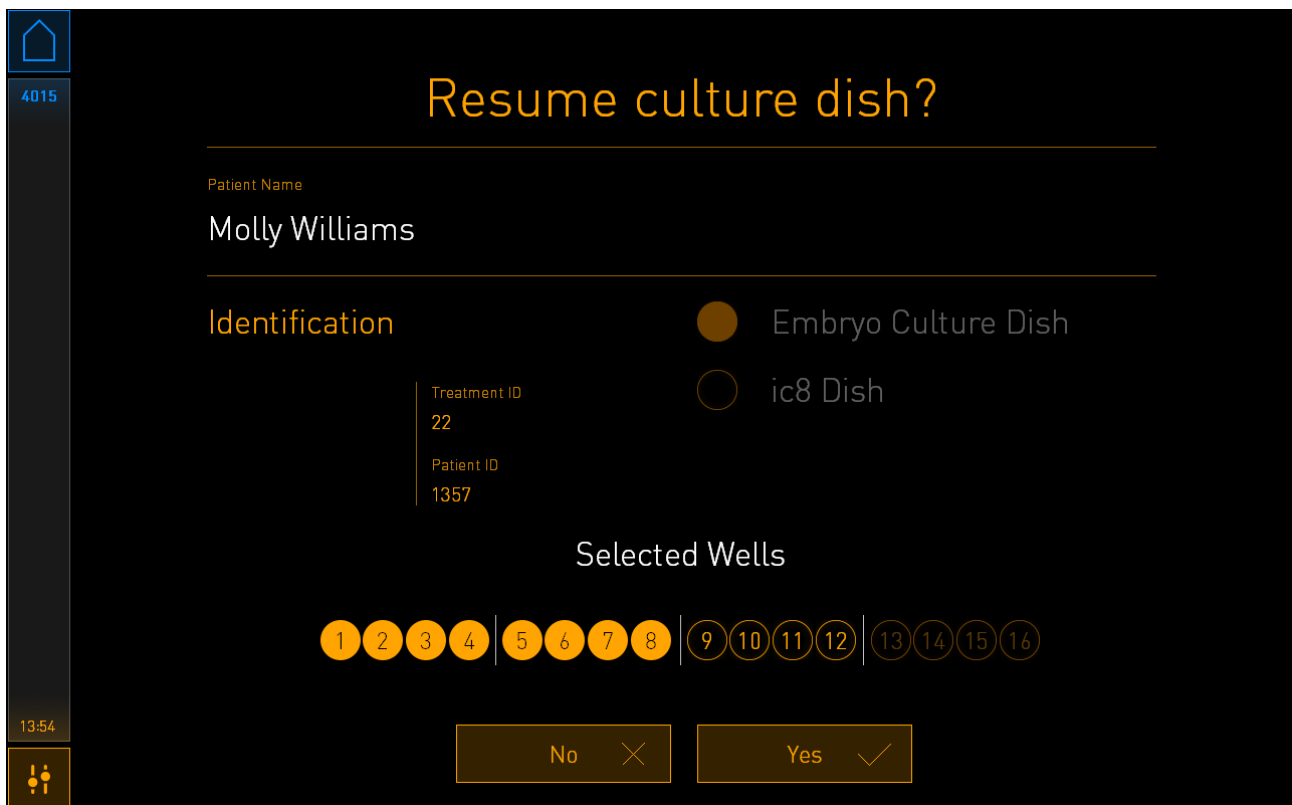 4015
Resume culture dish?
Patient Name
Molly Williams
Identification
Embryo Culture Dish
ic8 Dish
Treatment ID
22
Patient ID
1357
Selected Wells
1 2 3 4 5 6 7 8 9 10 11 12 13 14 15 16
13:54
No
Yes